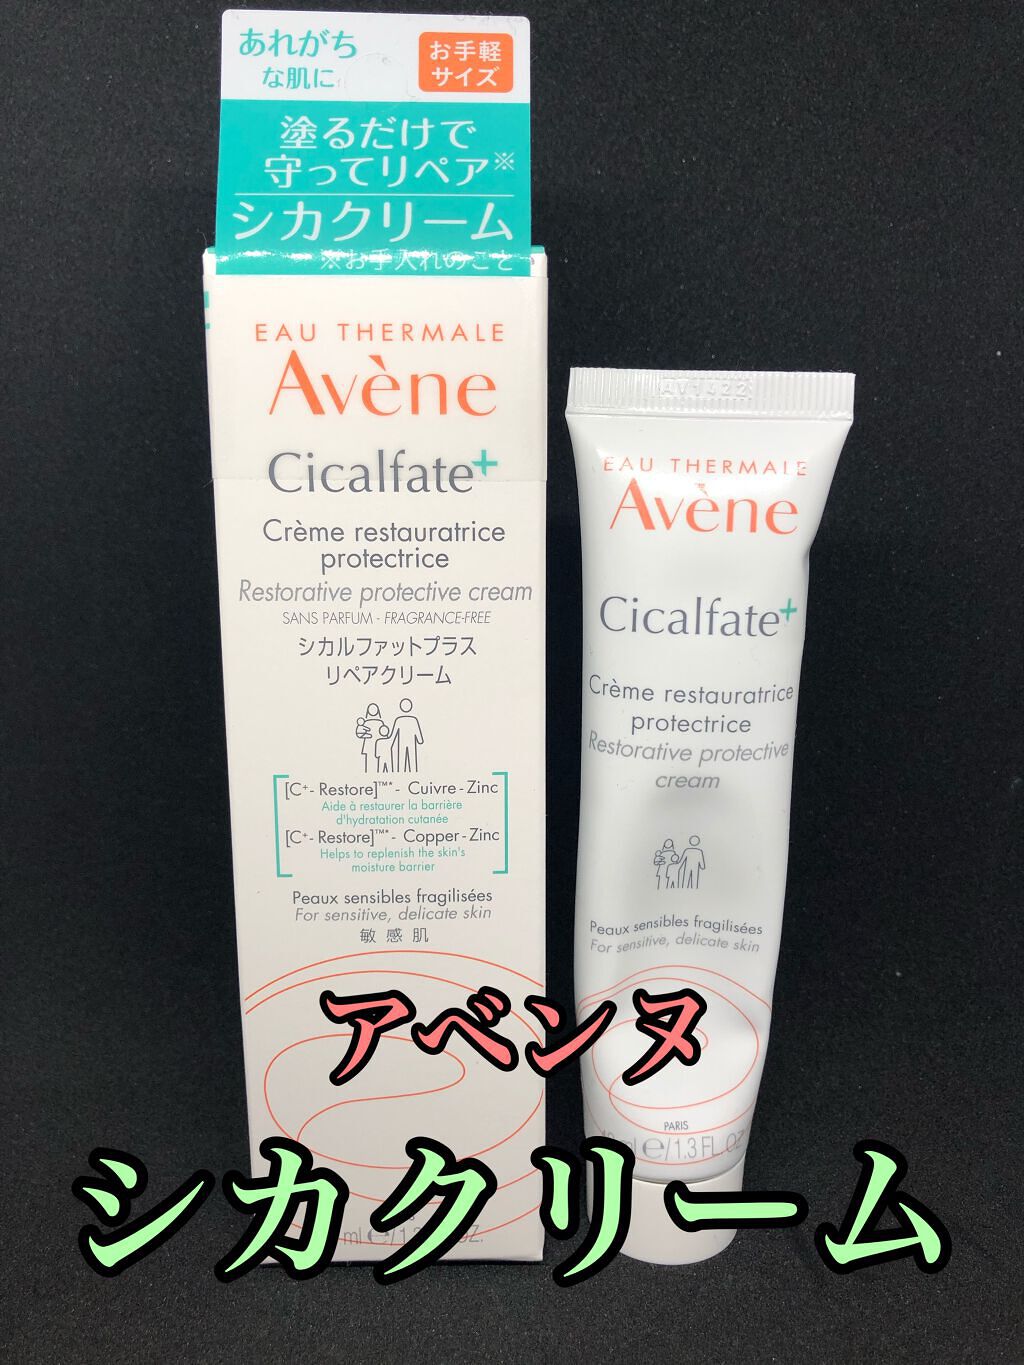 あれがち
な肌に
お手軽
サイズ
塗るだけで
守ってリペア※
シカクリーム
※お手入れのこと
EAU THERMALE
Avène
Cicalfate+
Crème restauratrice
protectrice
Restorative protective cream
SANS PARFUM - FRAGRANCE-FREE
シカルファットプラス
リペアクリーム
[C+- Restore]™* - Cuivre - Zinc
Aide à restaurer la barrière
d'hydratation cutanée
[C+- Restore]™* - Copper - Zinc
Helps to replenish the skin's
moisture barrier
Peaux sensibles fragilisées
For sensitive, delicate skin
敏感肌
AV1422
EAU THERMALE
Avène
Cicalfate+
Crème restauratrice
protectrice
Restorative protective
cream
Peaux sensibles fragilisées
For sensitive, delicate skin
PARIS
ml e/1.3 FL. OZ
アベンヌ
シカクリーム